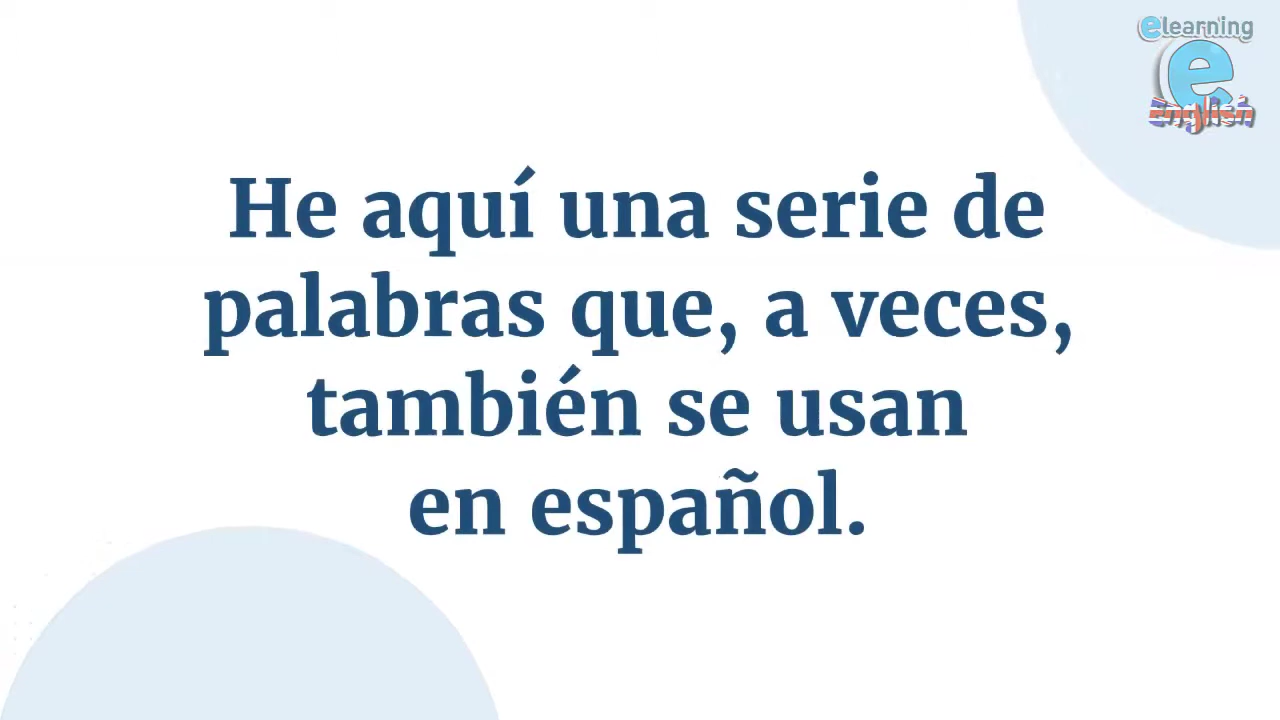 elearning
e
English
He aquí una serie de
palabras que, a veces,
también se usan
en español.